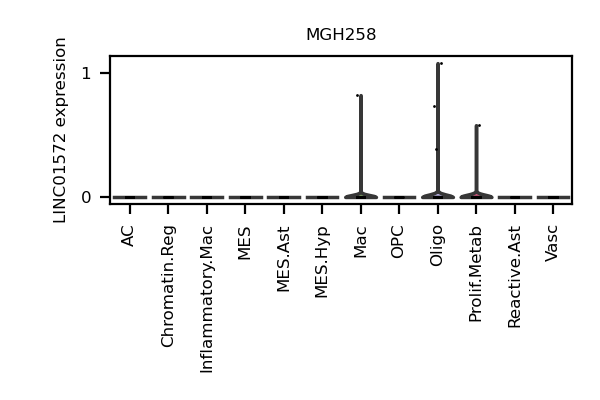 MGH258
LINC01572 expression
1
0
AC
Chromatin.Reg
Inflammatory.Mac
MES
MES.Ast
MES.Hyp
Mac
OPC
Oligo
Prolif.Metab
Reactive.Ast
Vasc